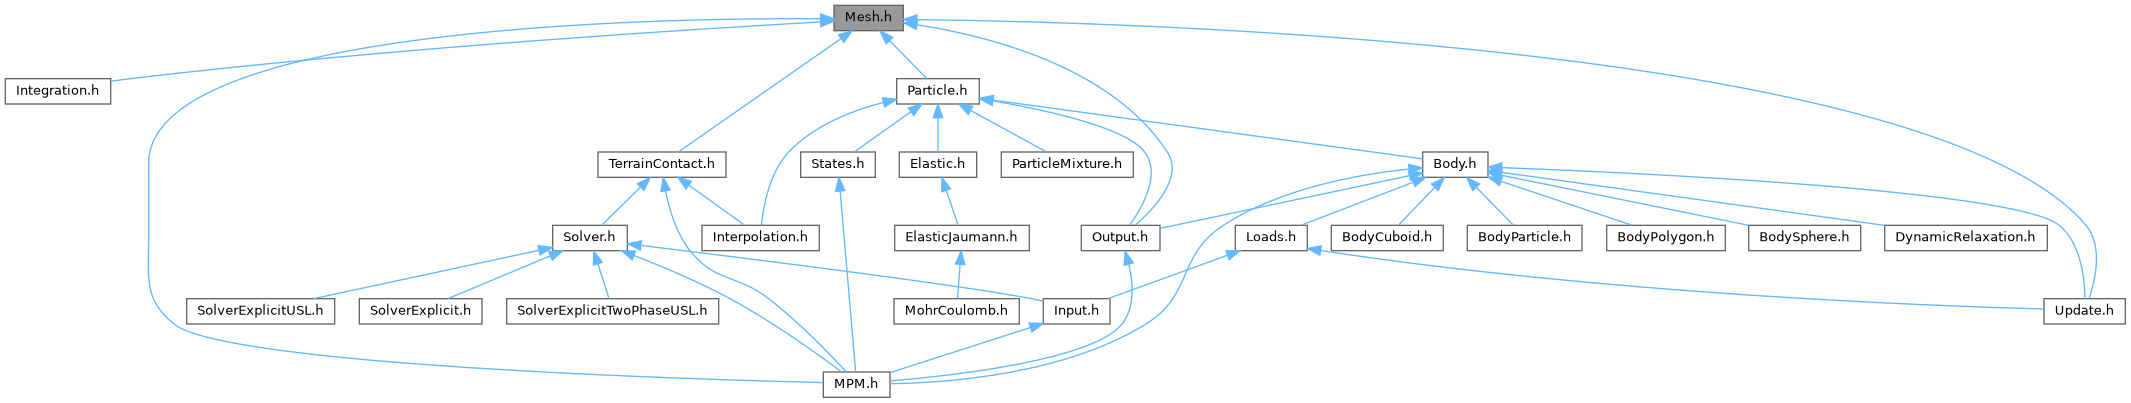 Mesh.h
Integration.h
Particle.h
TerrainContact.h
States.h
Elastic.h
ParticleMixture.h
Body.h
Solver.h
Interpolation.h
ElasticJaumann.h
Output.h
Loads.h
BodyCuboid.h
BodyParticle.h
BodyPolygon.h
BodySphere.h
DynamicRelaxation.h
SolverExplicitUSL.h
SolverExplicit.h
SolverExplicitTwoPhaseUSL.h
MohrCoulomb.h
Input.h
Update.h
MPM.h